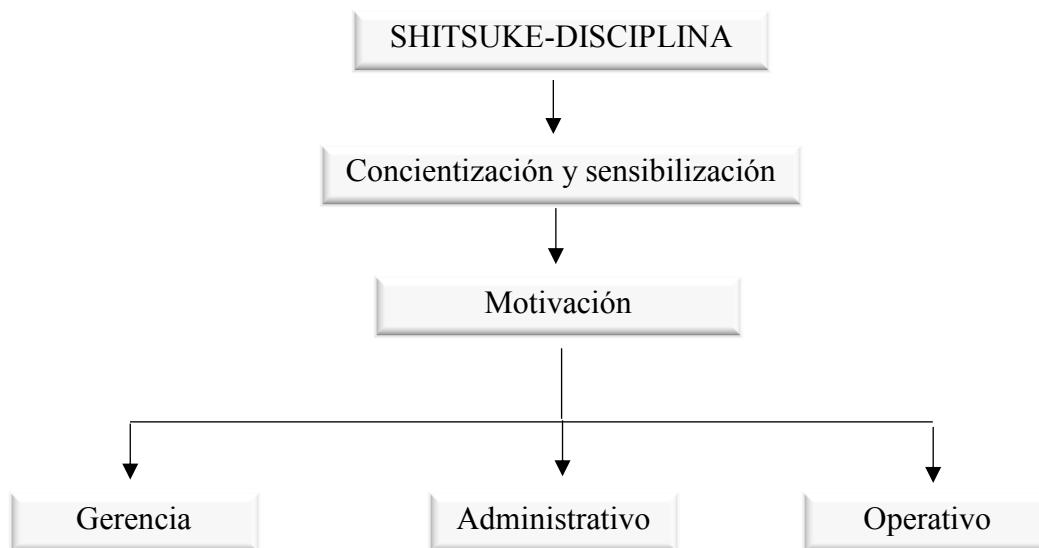 SHITSUKE-DISCIPLINA
Concientización y sensibilización
Motivación
Gerencia
Administrativo
Operativo